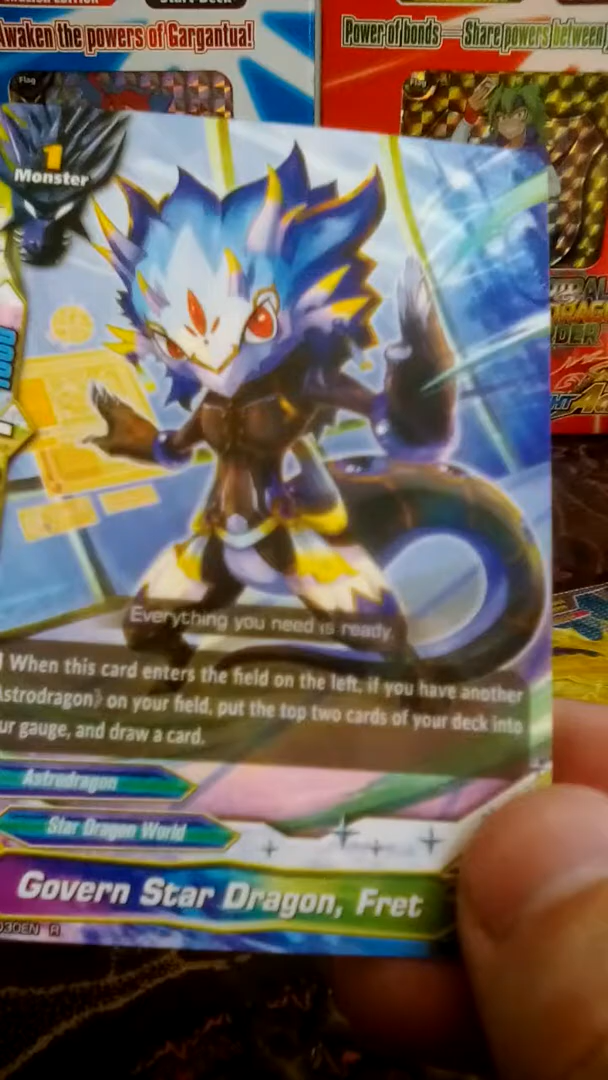 Awaken the powers of Gargantua!
Power of bonds — Share powers between
Flag
1
Monster
1000
Everything you need is ready.
When this card enters the field on the left, if you have another
Astrodragon》 on your field, put the top two cards of your deck into
ur gauge, and draw a card.
Astrodragon
Star Dragon World
Govern Star Dragon, Fret
030EN R